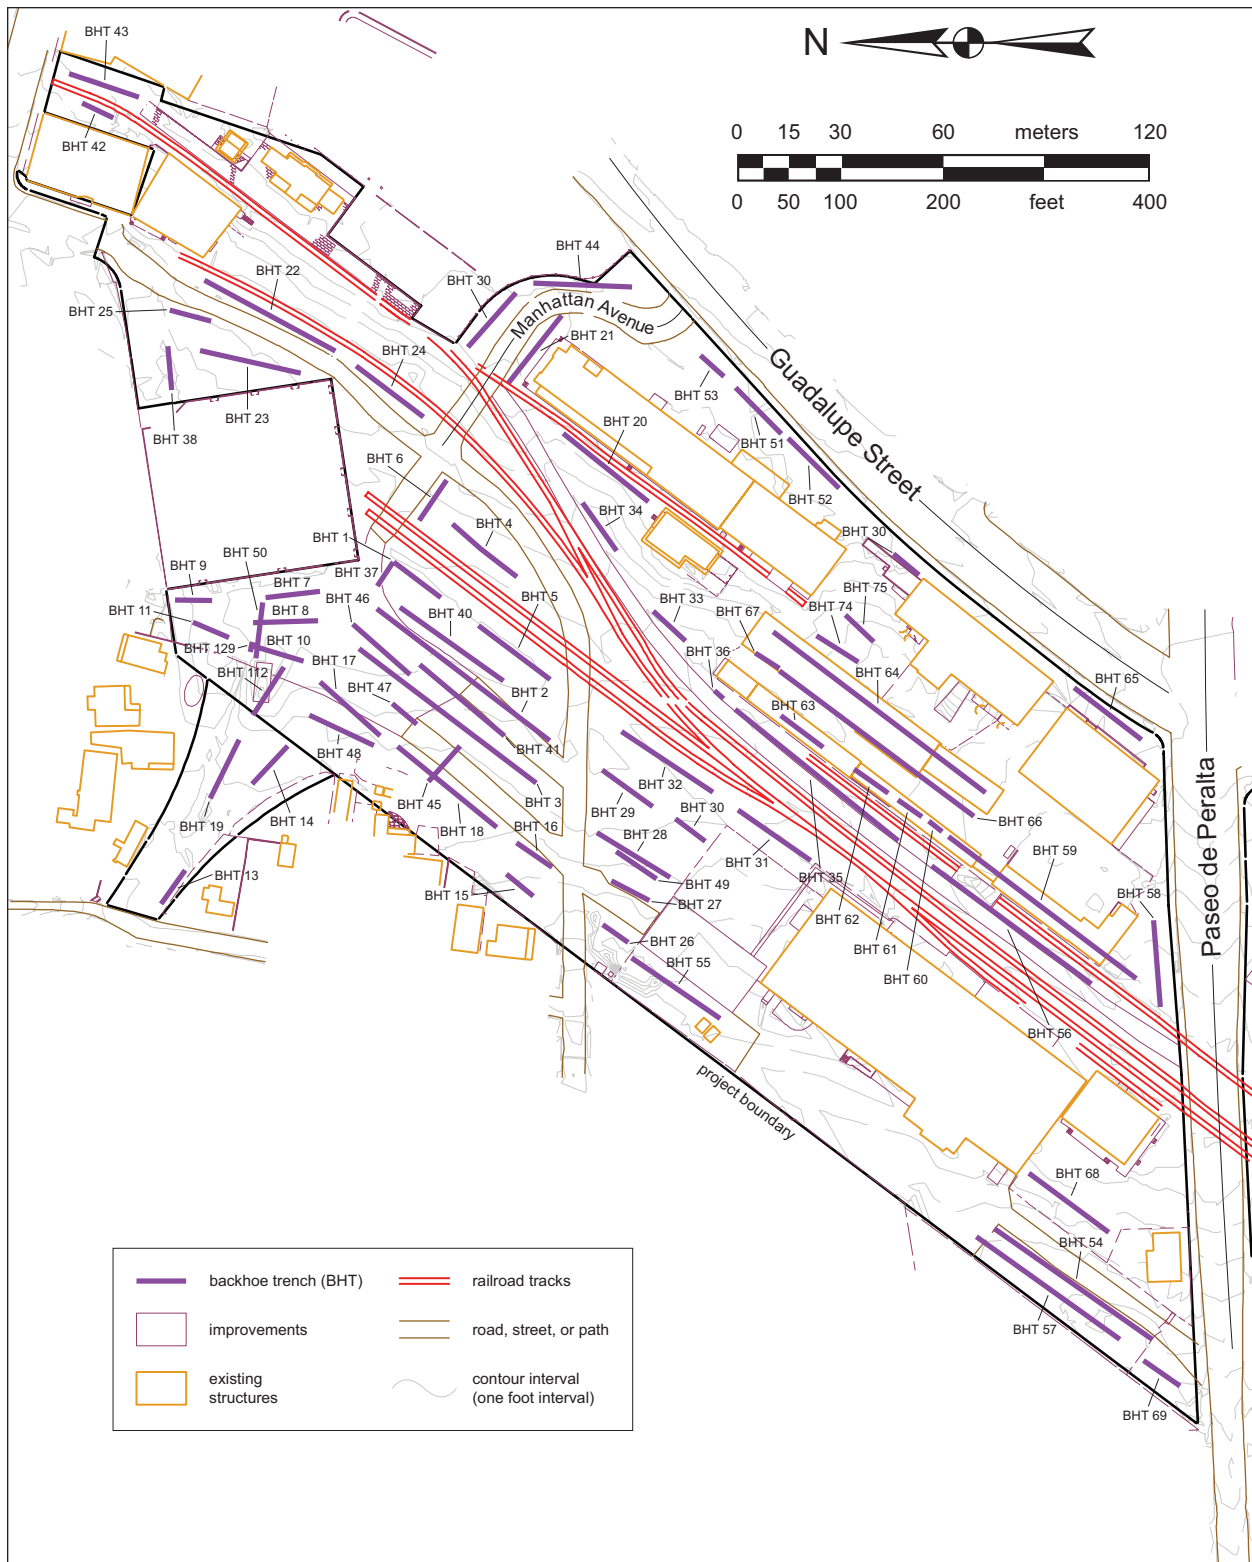 BHT 43
N
0 15 30 60 meters 120
0 50 100 200 feet 400
BHT 42
BHT 44
BHT 22
BHT 30
BHT 25
Manhattan Avenue
BHT 21
BHT 24
Guadalupe Street
BHT 53
BHT 23
BHT 38
BHT 20
BHT 51
BHT 6
BHT 52
BHT 34
BHT 4
BHT 1
BHT 30
BHT 50
BHT 9
BHT 7
BHT 37
BHT 46
BHT 5
BHT 33
BHT 75
BHT 11
BHT 8
BHT 40
BHT 67
BHT 74
BHT 129
BHT 10
BHT 17
BHT 36
BHT 112
BHT 47
BHT 2
BHT 64
BHT 65
BHT 63
BHT 48
BHT 41
BHT 32
BHT 3
BHT 45
BHT 29
BHT 19
BHT 14
BHT 18
BHT 16
BHT 30
BHT 66
BHT 28
BHT 31
BHT 59
BHT 13
BHT 15
BHT 49
BHT 35
BHT 58
BHT 27
BHT 62
Paseo de Peralta
BHT 26
BHT 61
BHT 55
BHT 60
BHT 56
project boundary
BHT 68
BHT 54
BHT 57
BHT 69
backhoe trench (BHT)
railroad tracks
improvements
road, street, or path
existing
structures
contour interval
(one foot interval)